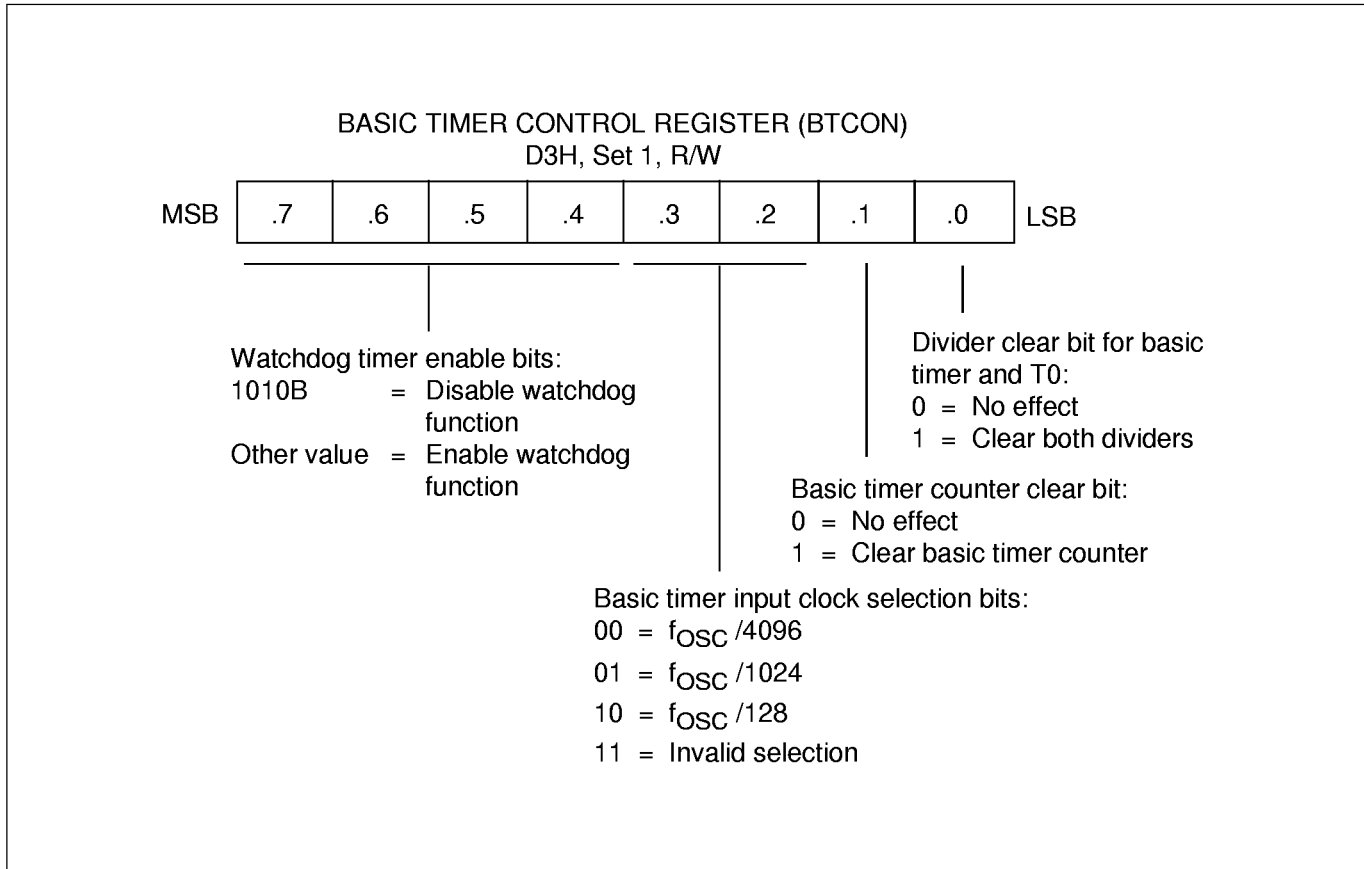 BASIC TIMER CONTROL REGISTER (BTCON)
D3H, Set 1, R/W
MSB .7 .6 .5 .4 .3 .2 .1 .0 LSB
Watchdog timer enable bits:
1010B = Disable watchdog
function
Other value = Enable watchdog
function
Divider clear bit for basic
timer and T0:
0 = No effect
1 = Clear both dividers
Basic timer counter clear bit:
0 = No effect
1 = Clear basic timer counter
Basic timer input clock selection bits:
00 = fOSC /4096
01 = fOSC /1024
10 = fOSC /128
11 = Invalid selection